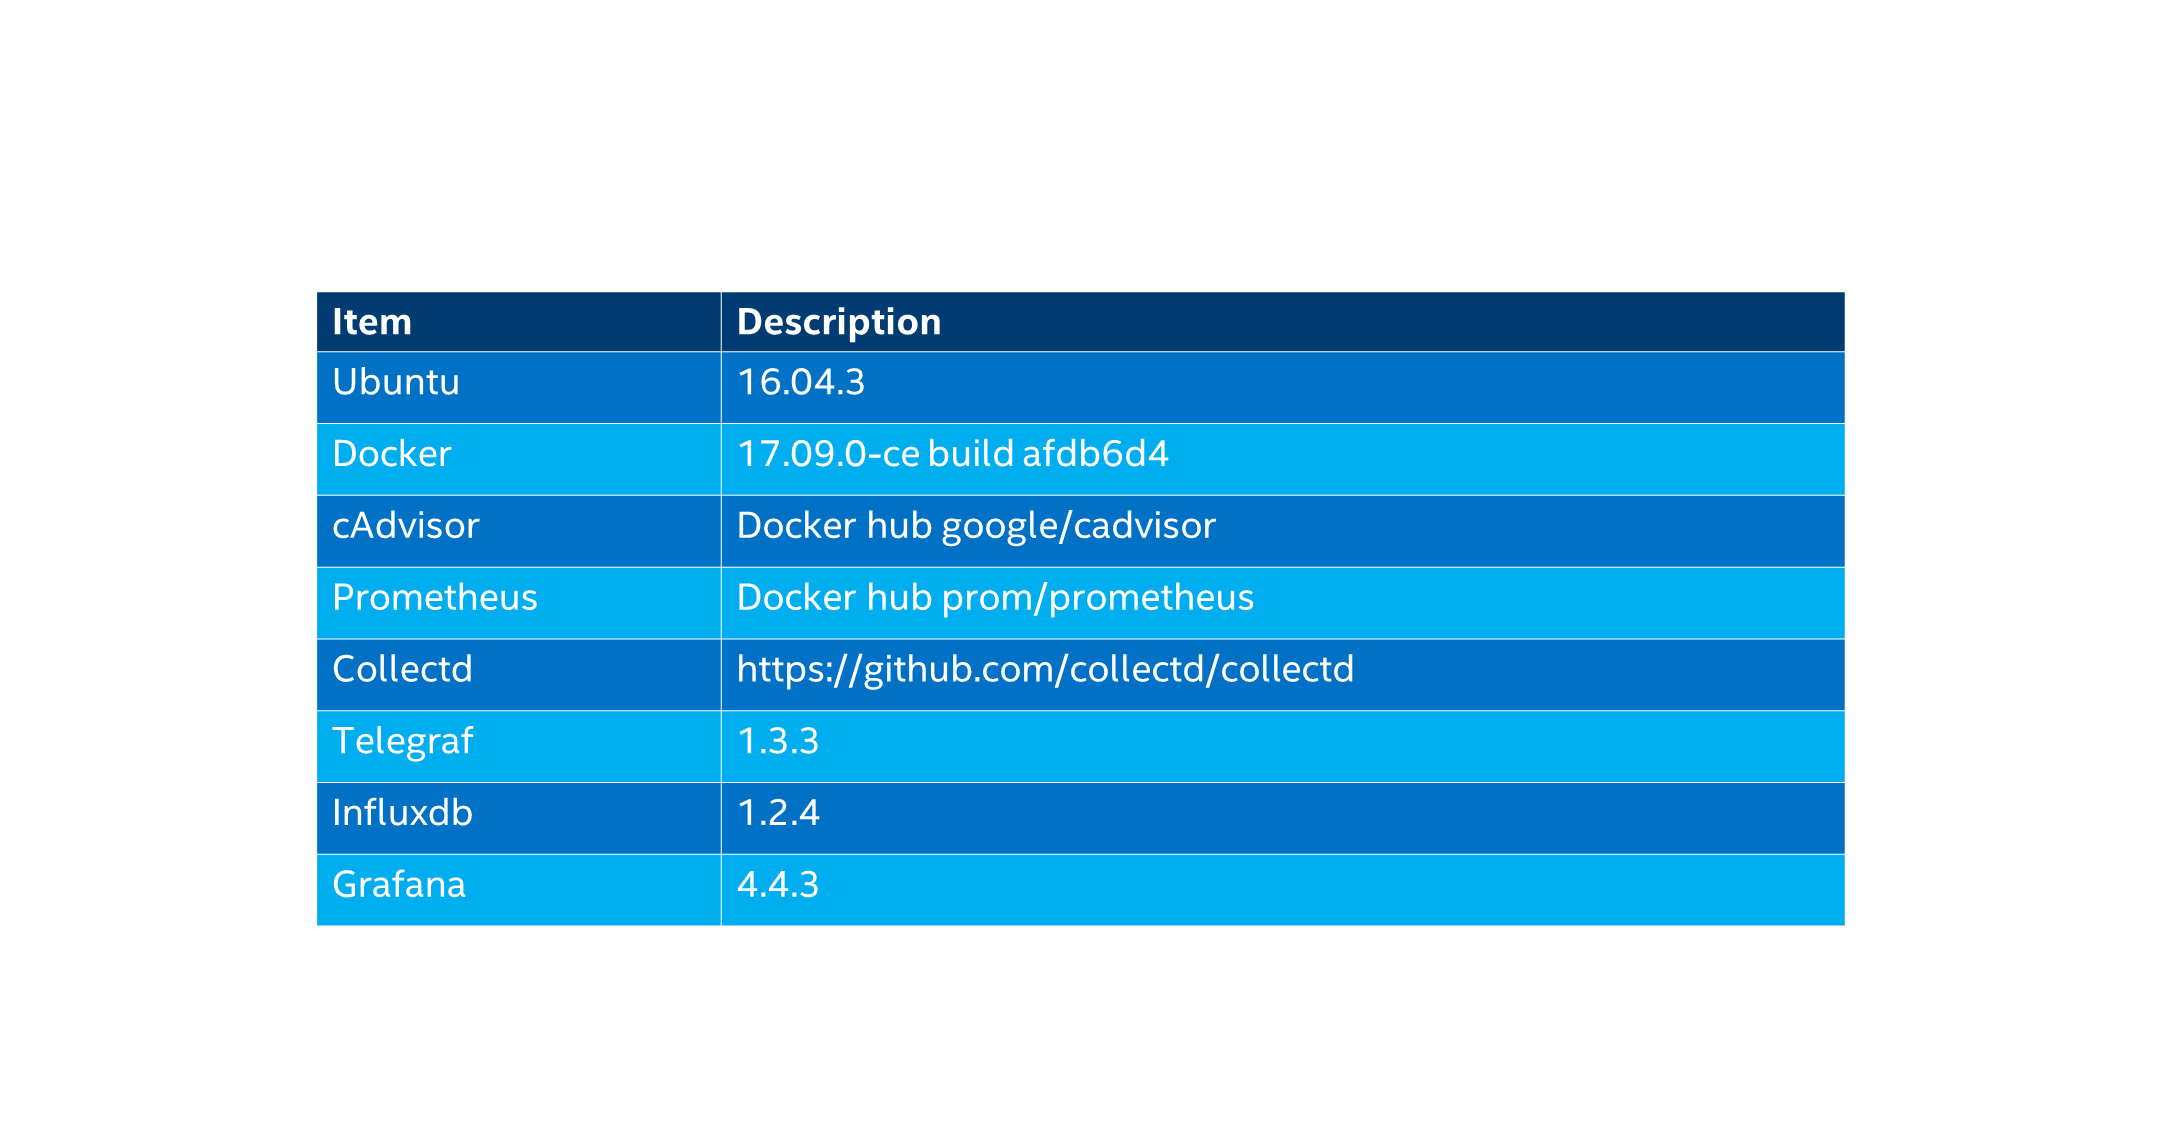 Item Description
Ubuntu 16.04.3
Docker 17.09.0-ce build afdb6d4
cAdvisor Docker hub google/cadvisor
Prometheus Docker hub prom/prometheus
Collectd https://github.com/collectd/collectd
Telegraf 1.3.3
Influxdb 1.2.4
Grafana 4.4.3